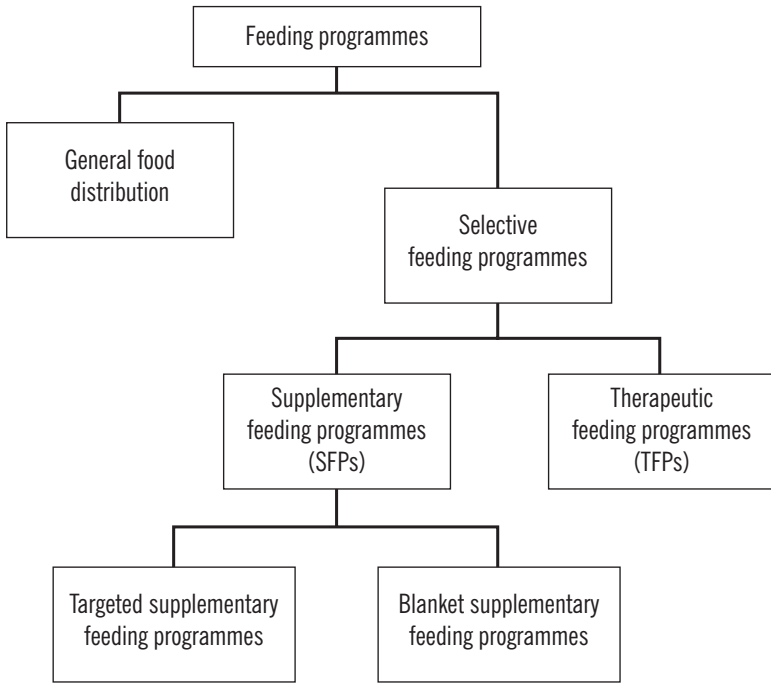 Feeding programmes
General food
distribution
Selective
feeding programmes
Supplementary
feeding programmes
(SFPs)
Therapeutic
feeding programmes
(TFPs)
Targeted supplementary
feeding programmes
Blanket supplementary
feeding programmes